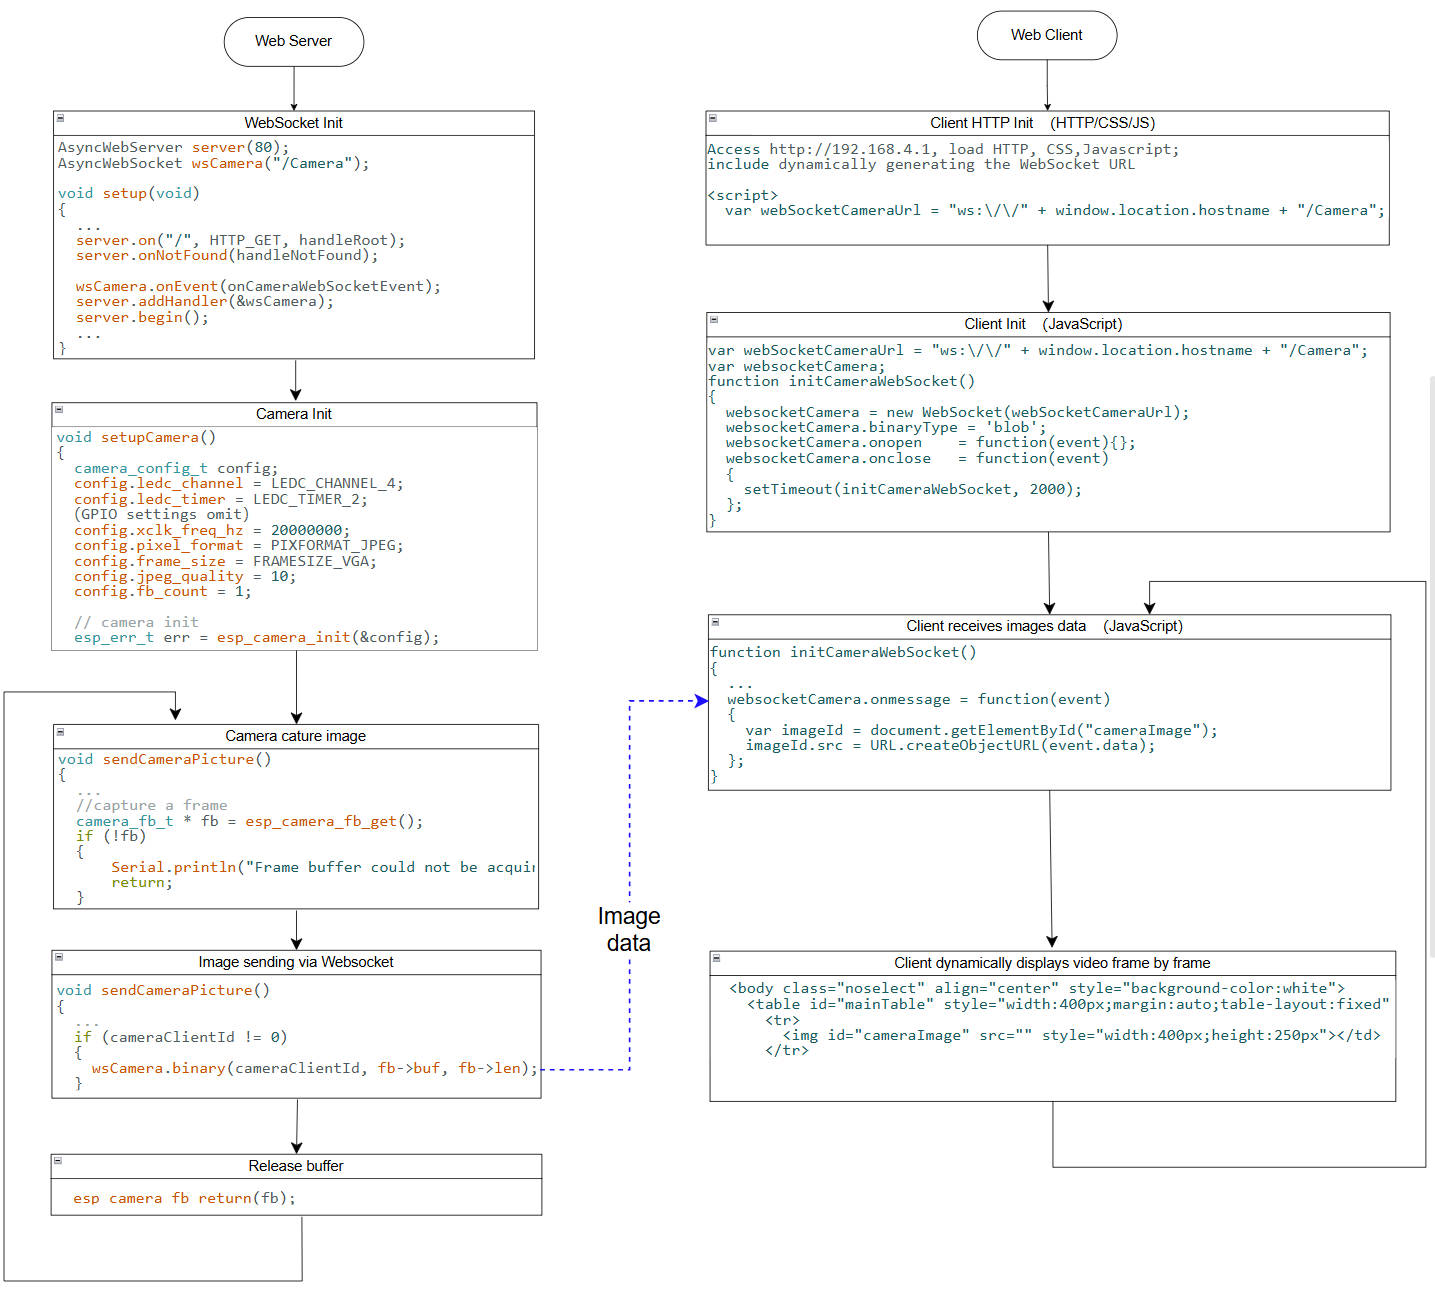 Web Server
WebSocket Init
AsyncWebServer server(80);
AsyncWebSocket wsCamera("/Camera");
void setup(void)
{
...
server.on("/", HTTP_GET, handleRoot);
server.onNotFound(handleNotFound);
wsCamera.onEvent(onCameraWebSocketEvent);
server.addHandler(&wsCamera);
server.begin();
...
}
Camera Init
void setupCamera()
{
camera_config_t config;
config.ledc_channel = LEDC_CHANNEL_4;
config.ledc_timer = LEDC_TIMER_2;
(GPIO settings omit)
config.xclk_freq_hz = 20000000;
config.pixel_format = PIXFORMAT_JPEG;
config.frame_size = FRAMESIZE_VGA;
config.jpeg_quality = 10;
config.fb_count = 1;
// camera init
esp_err_t err = esp_camera_init(&config);
Camera cature image
void sendCameraPicture()
{
...
//capture a frame
camera_fb_t * fb = esp_camera_fb_get();
if (!fb)
{
Serial.println("Frame buffer could not be acqui
return;
}
Image sending via Websocket
void sendCameraPicture()
{
...
if (cameraClientId != 0)
{
wsCamera.binary(cameraClientId, fb->buf, fb->len);
}
Release buffer
esp camera fb return(fb);
Image
data
Web Client
Client HTTP Init (HTTP/CSS/JS)
Access http://192.168.4.1, load HTTP, CSS,Javascript;
include dynamically generating the WebSocket URL
<script>
var webSocketCameraUrl = "ws:\/\/" + window.location.hostname + "/Camera";
Client Init (JavaScript)
var webSocketCameraUrl = "ws:\/\/" + window.location.hostname + "/Camera";
var websocketCamera;
function initCameraWebSocket()
{
websocketCamera = new WebSocket(webSocketCameraUrl);
websocketCamera.binaryType = 'blob';
websocketCamera.onopen = function(event){};
websocketCamera.onclose = function(event)
{
setTimeout(initCameraWebSocket, 2000);
};
}
Client receives images data (JavaScript)
function initCameraWebSocket()
{
...
websocketCamera.onmessage = function(event)
{
var imageId = document.getElementById("cameraImage");
imageId.src = URL.createObjectURL(event.data);
};
}
Client dynamically displays video frame by frame
<body class="noselect" align="center" style="background-color:white">
<table id="mainTable" style="width:400px;margin:auto;table-layout:fixed"
<tr>
<img id="cameraImage" src="" style="width:400px;height:250px"></td>
</tr>